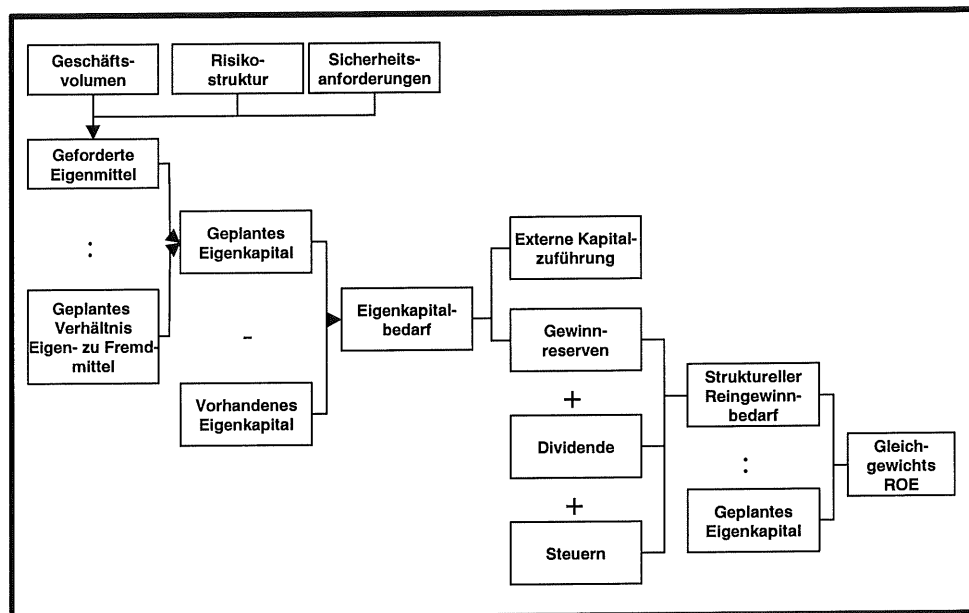 Geschäfts-
volumen
Risiko-
struktur
Sicherheits-
anforderungen
Geforderte
Eigenmittel
:
Geplantes
Verhältnis
Eigen- zu Fremd-
mittel
Geplantes
Eigenkapital
-
Vorhandenes
Eigenkapital
Eigenkapital-
bedarf
Externe Kapital-
zuführung
Gewinn-
reserven
+
Dividende
+
Steuern
Struktureller
Reingewinn-
bedarf
:
Geplantes
Eigenkapital
Gleich-
gewichts
ROE